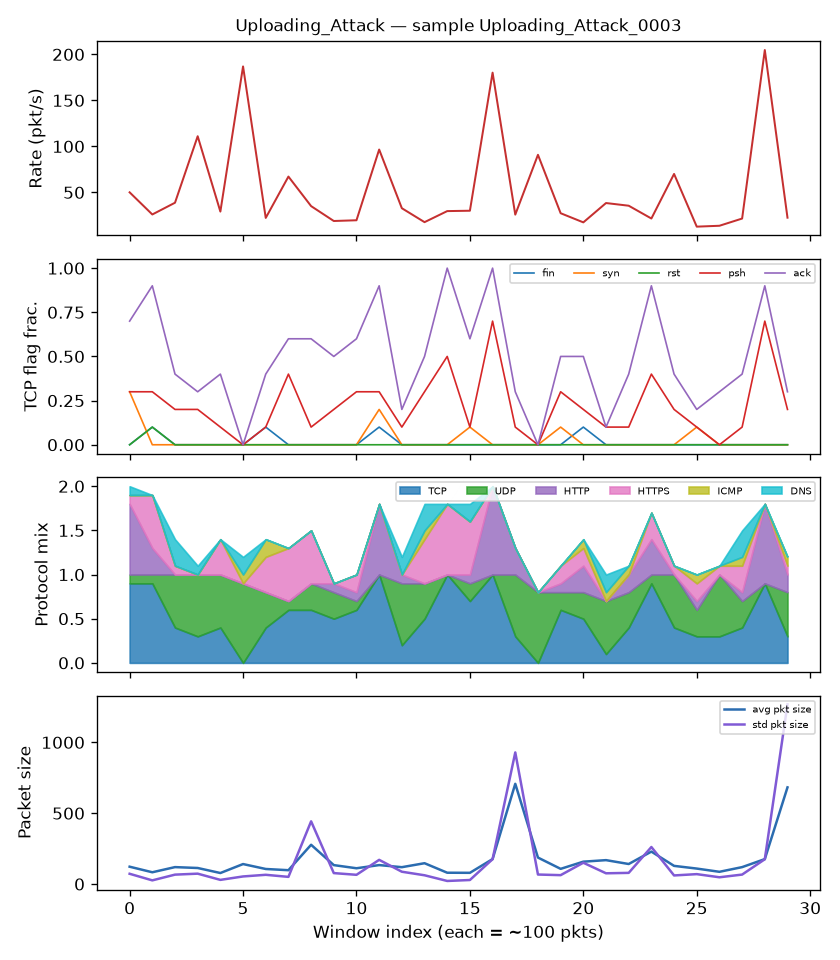 Uploading_Attack — sample Uploading_Attack_0003
Rate (pkt/s)
200
150
100
50
TCP flag frac.
1.00
0.75
0.50
0.25
0.00
fin syn rst psh ack
Protocol mix
2.0
1.5
1.0
0.5
0.0
TCP UDP HTTP HTTPS ICMP DNS
Packet size
1000
500
0
avg pkt size
std pkt size
0 5 10 15 20 25 30
Window index (each = ~100 pkts)